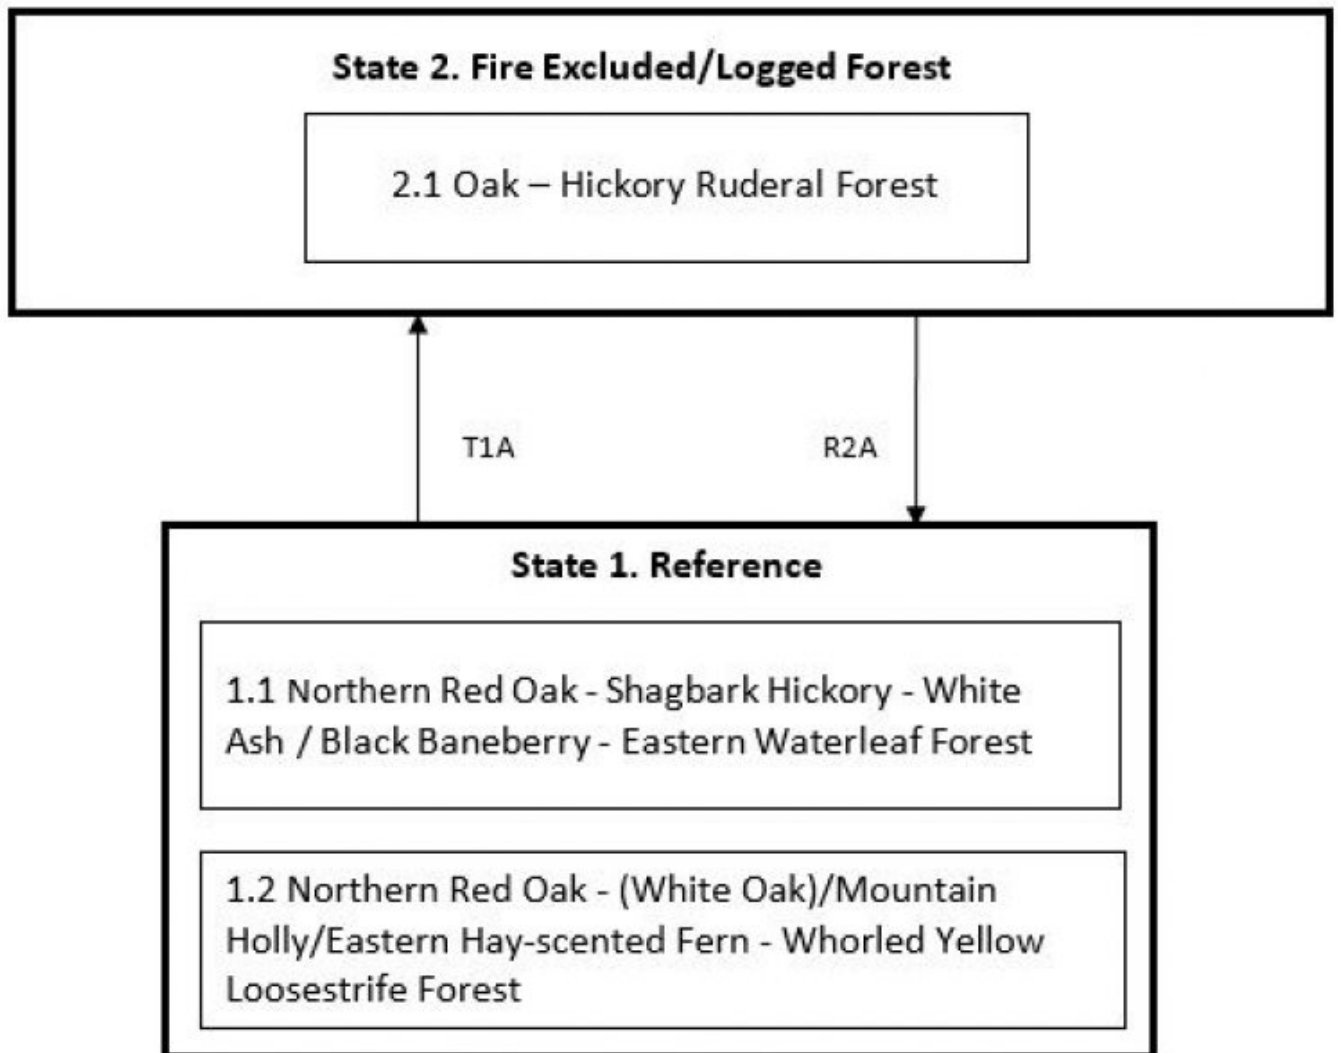 State 2. Fire Excluded/Logged Forest
2.1 Oak – Hickory Ruderal Forest
T1A
R2A
State 1. Reference
1.1 Northern Red Oak - Shagbark Hickory - White
Ash / Black Baneberry - Eastern Waterleaf Forest
1.2 Northern Red Oak - (White Oak)/Mountain
Holly/Eastern Hay-scented Fern - Whorled Yellow
Loosestrife Forest